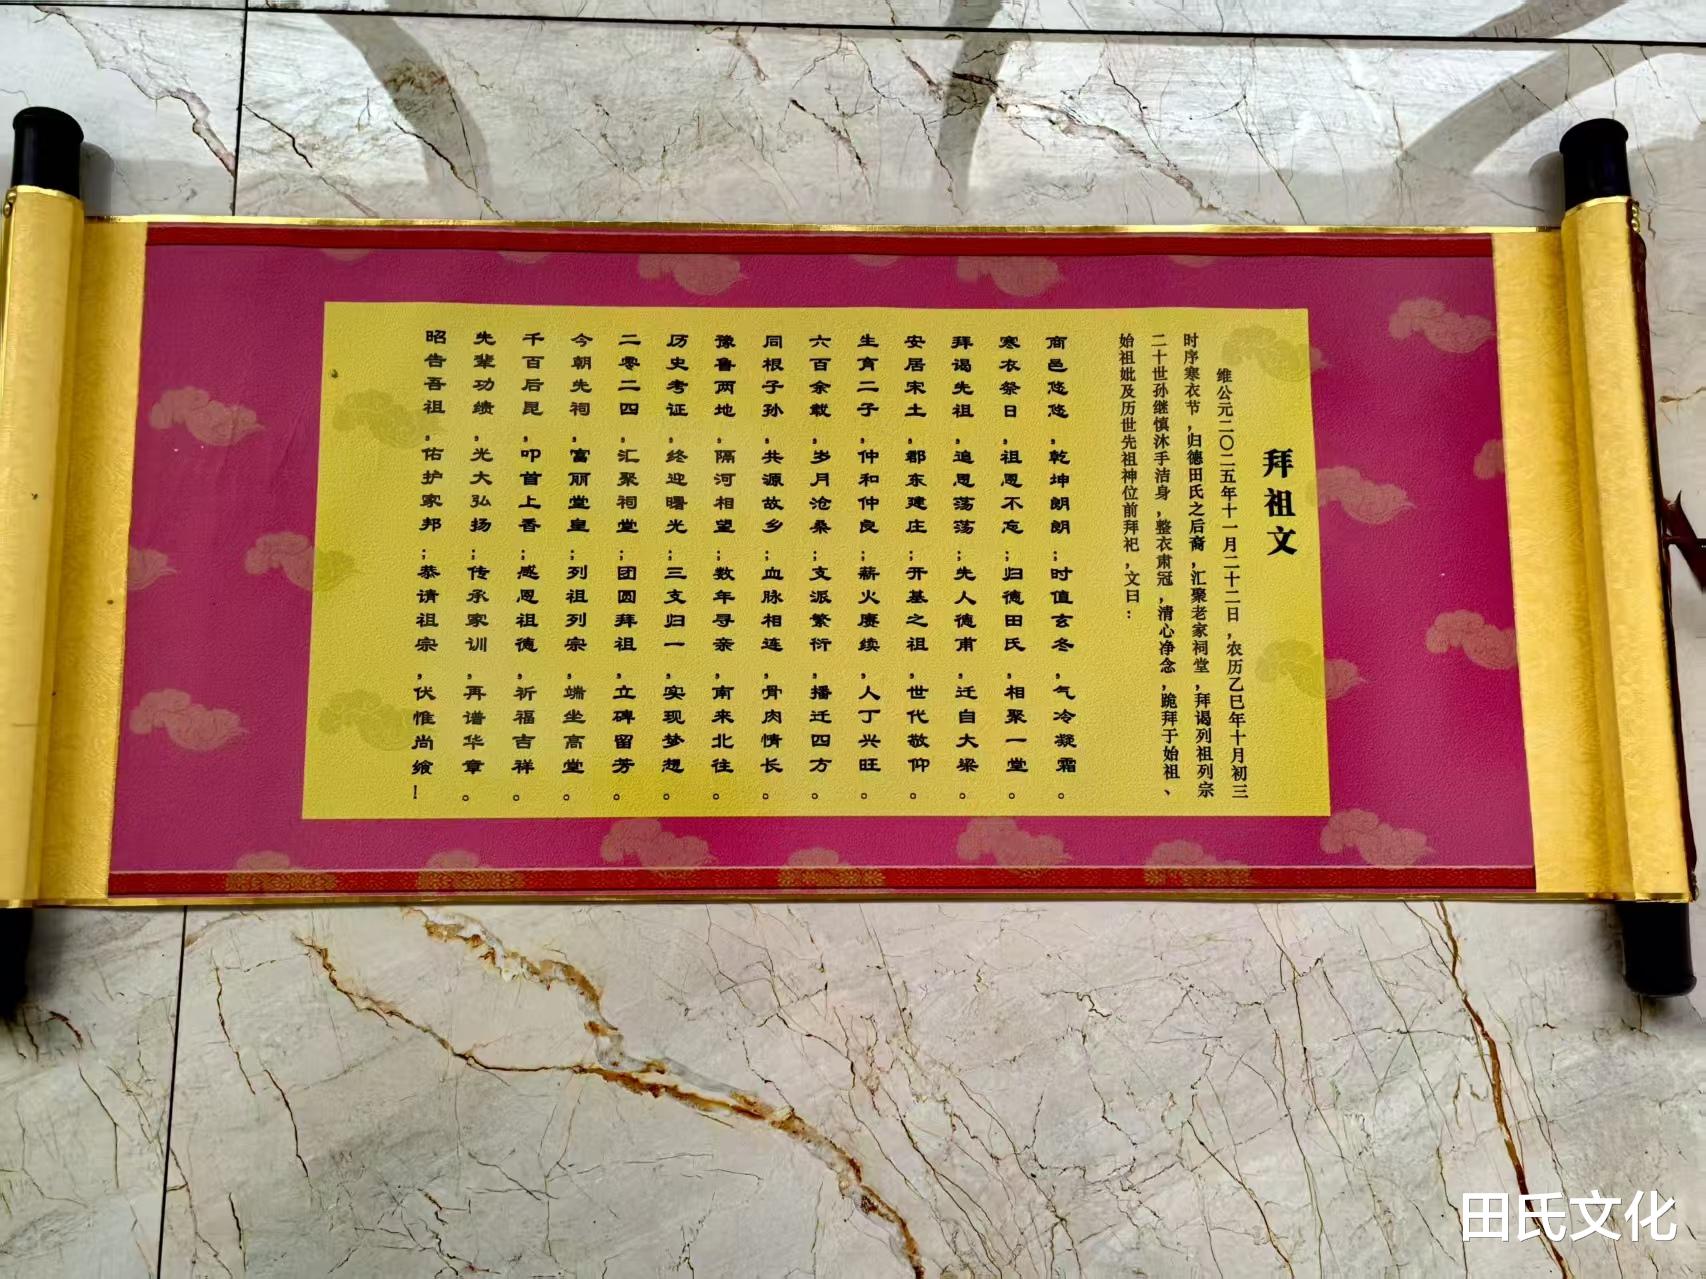 拜祖文
维公元二〇二五年十一月二十二日，农历乙巳年十月初三
时序寒衣节，归德田氏之后裔，汇聚老家祠堂，拜谒列祖列宗
二十世孙继慎沐手洁身，整衣肃冠，清心净念，跪拜于始祖、
始祖妣及历世先祖神位前拜祀，文曰：
商邑悠悠，乾坤朗朗；时值玄冬，气冷凝霜。
寒衣祭日，祖恩不忘；归德田氏，相聚一堂。
拜谒先祖，追思荡荡；先人德甫，迁自大梁。
安居宋土，郡东建庄；开基之祖，世代敬仰。
生育二子，仲和仲良；薪火赓续，人丁兴旺。
六百余载，岁月沧桑；支派繁衍，播迁四方。
同根子孙，共源故乡；血脉相连，骨肉情长。
豫鲁两地，隔河相望；数年寻亲，南来北往。
历史考证，终迎曙光；三支归一，实现梦想。
二零二四，汇聚祠堂；团圆拜祖，立碑留芳。
今朝先祠，富丽堂皇；列祖列宗，端坐高堂。
千百后昆，叩首上香；感恩祖德，祈福吉祥。
先辈功绩，光大弘扬；传承家训，再谱华章。
昭告吾祖，佑护家邦；恭请祖宗，伏惟尚飨！
田氏文化